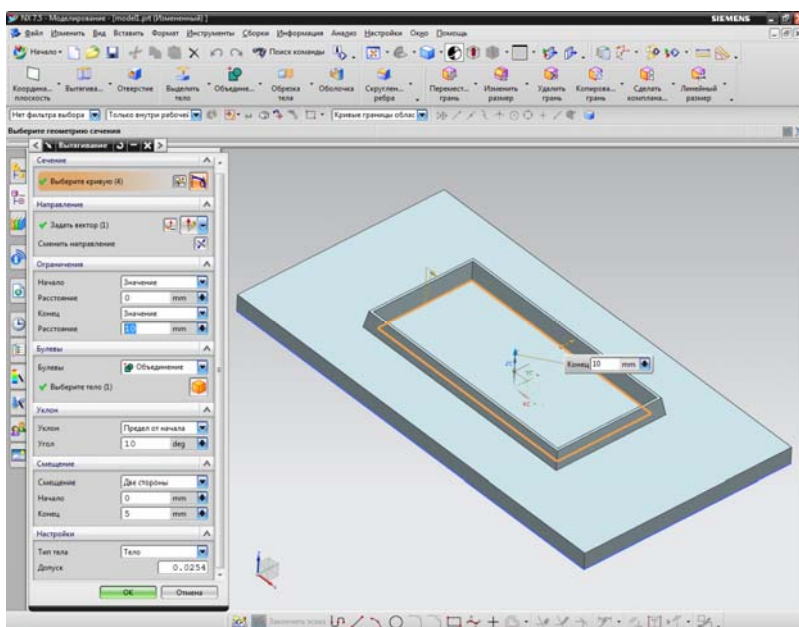 NX 7.5 - Моделирование - [model1.prt (Измененный) ]
SIEMENS
Файл Изменить Вид Вставить Формат Инструменты Сборки Информация Анализ Настройки Окно Помощь
Начало Поиск команды
Координа... плоскость
Вытягива...
Отверстие
Выделить тело
Объедине...
Обрезка тела
Оболочка
Скруглен... ребра
Перемест... грань
Изменить размер
Удалить грань
Копирова... грань
Сделать комплана...
Линейный размер
Нет фильтра выбора
Только внутри рабочей
Кривые границы облас
Выберите геометрию сечения
Вытягивание
Сечение
Выберите кривую (4)
Направление
Задать вектор (1)
Сменить направление
Ограничения
Начало Значение
Расстояние 0 mm
Конец Значение
Расстояние 10 mm
Булевы
Булевы Объединение
Выберите тело (1)
Уклон
Уклон Предел от начала
Угол 10 deg
Смещение
Смещение Две стороны
Начало 0 mm
Конец 5 mm
Настройки
Тип тела Тело
Допуск 0.0254
OK Отмена
Конец 10 mm
Закончить эскиз